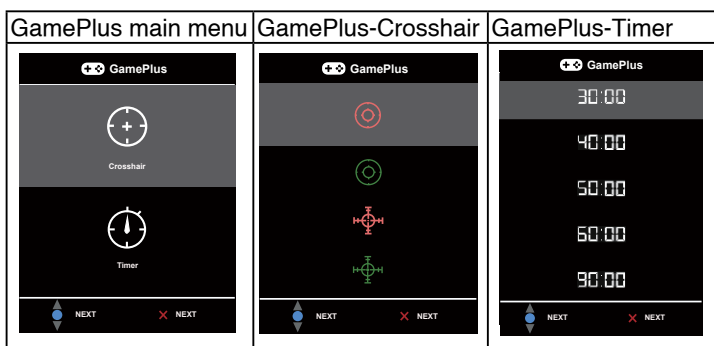 GamePlus main menu GamePlus-Crosshair GamePlus-Timer
GamePlus
Crosshair
Timer
NEXT NEXT
GamePlus
NEXT NEXT
GamePlus
30:00
40:00
50:00
60:00
90:00
NEXT NEXT